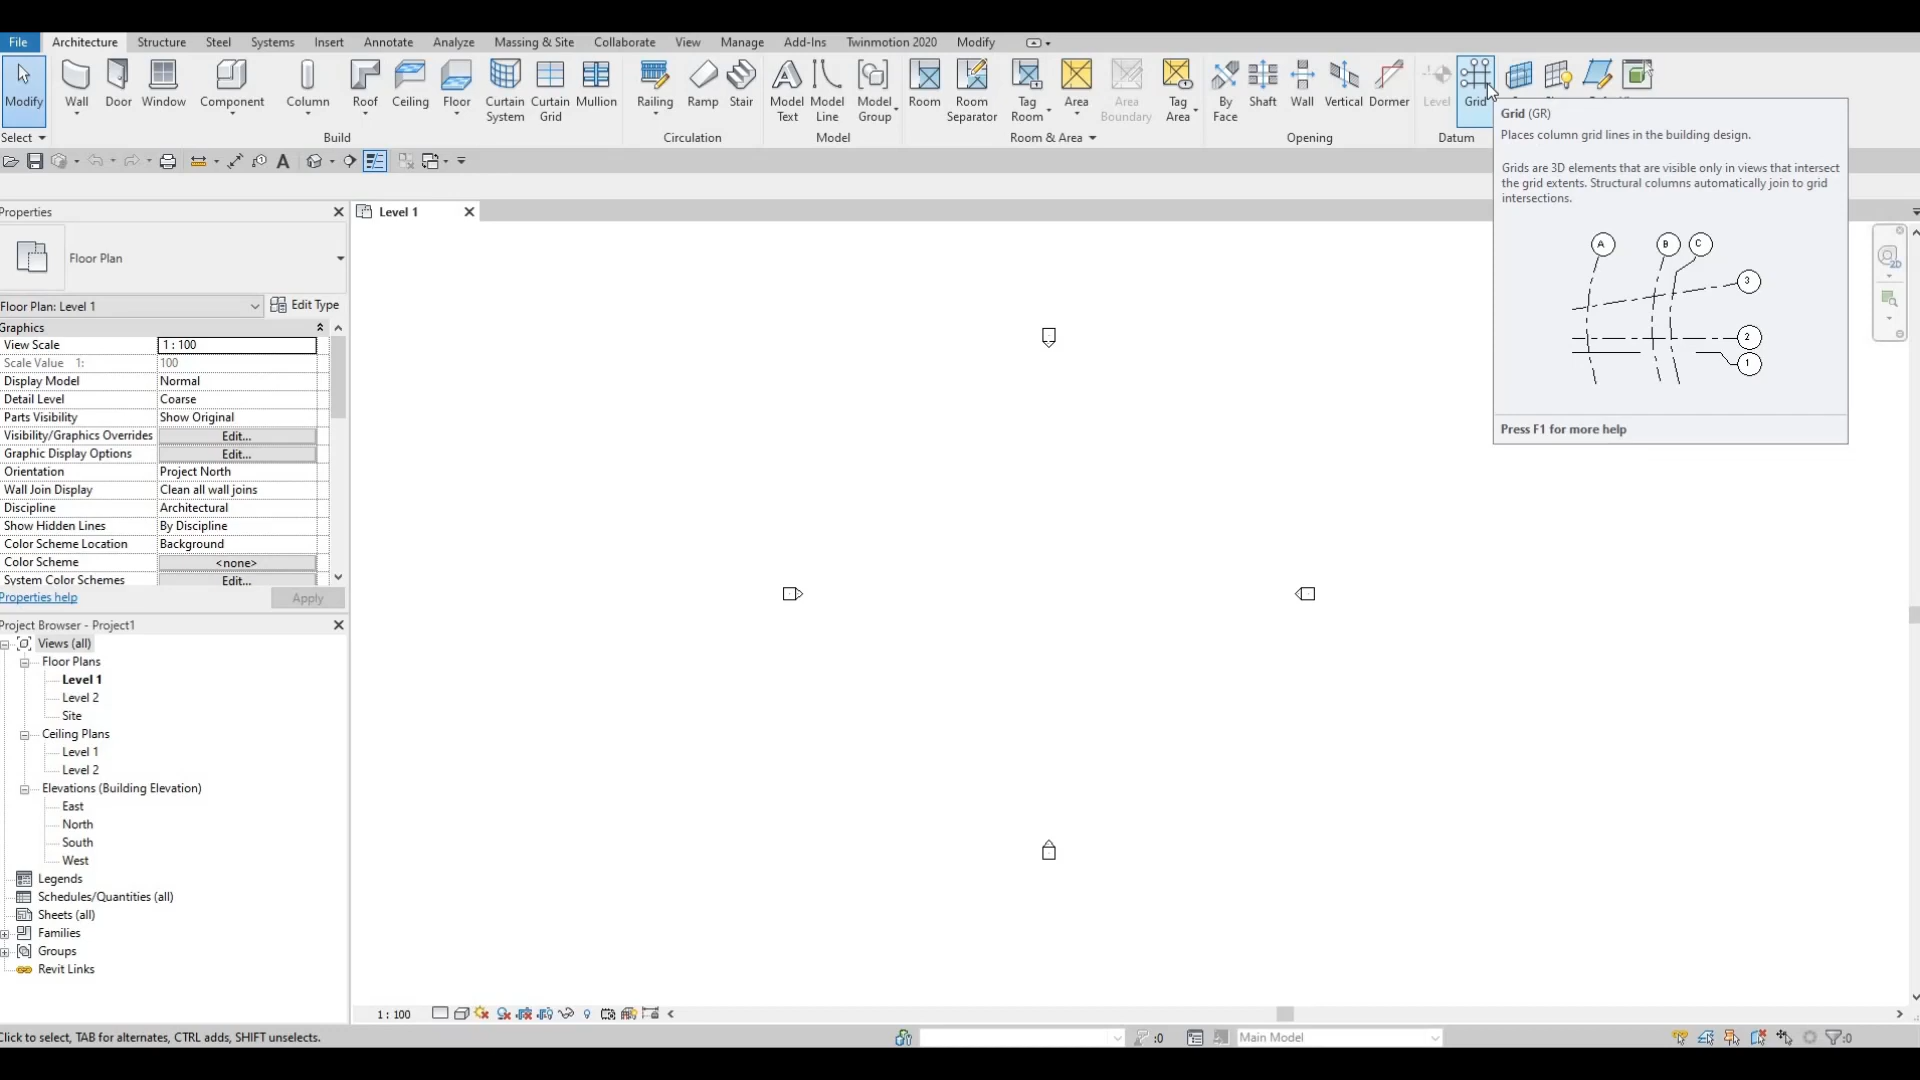 File Architecture Structure Steel Systems Insert Annotate Analyze Massing & Site Collaborate View Manage Add-Ins Twinmotion 2020 Modify
Modify Wall Door Window Component Column Roof Ceiling Floor Curtain System Curtain Grid Mullion Railing Ramp Stair Model Text Model Line Model Group Room Room Separator Tag Room Area Area Boundary Tag Area By Face Shaft Wall Vertical Dormer Level Grid
Select Build Circulation Model Room & Area Opening Datum
Grid (GR)
Places column grid lines in the building design.
Grids are 3D elements that are visible only in views that intersect
the grid extents. Structural columns automatically join to grid
intersections.
A B C
3
2
1
Press F1 for more help
Properties
Level 1
2D
Floor Plan
Floor Plan: Level 1 Edit Type
Graphics
View Scale 1 : 100
Scale Value 1: 100
Display Model Normal
Detail Level Coarse
Parts Visibility Show Original
Visibility/Graphics Overrides Edit...
Graphic Display Options Edit...
Orientation Project North
Wall Join Display Clean all wall joins
Discipline Architectural
Show Hidden Lines By Discipline
Color Scheme Location Background
Color Scheme <none>
System Color Schemes Edit...
Properties help Apply
Project Browser - Project1
Views (all)
Floor Plans
Level 1
Level 2
Site
Ceiling Plans
Level 1
Level 2
Elevations (Building Elevation)
East
North
South
West
Legends
Schedules/Quantities (all)
Sheets (all)
Families
Groups
Revit Links
1 : 100
Click to select, TAB for alternates, CTRL adds, SHIFT unselects. :0 Main Model :0